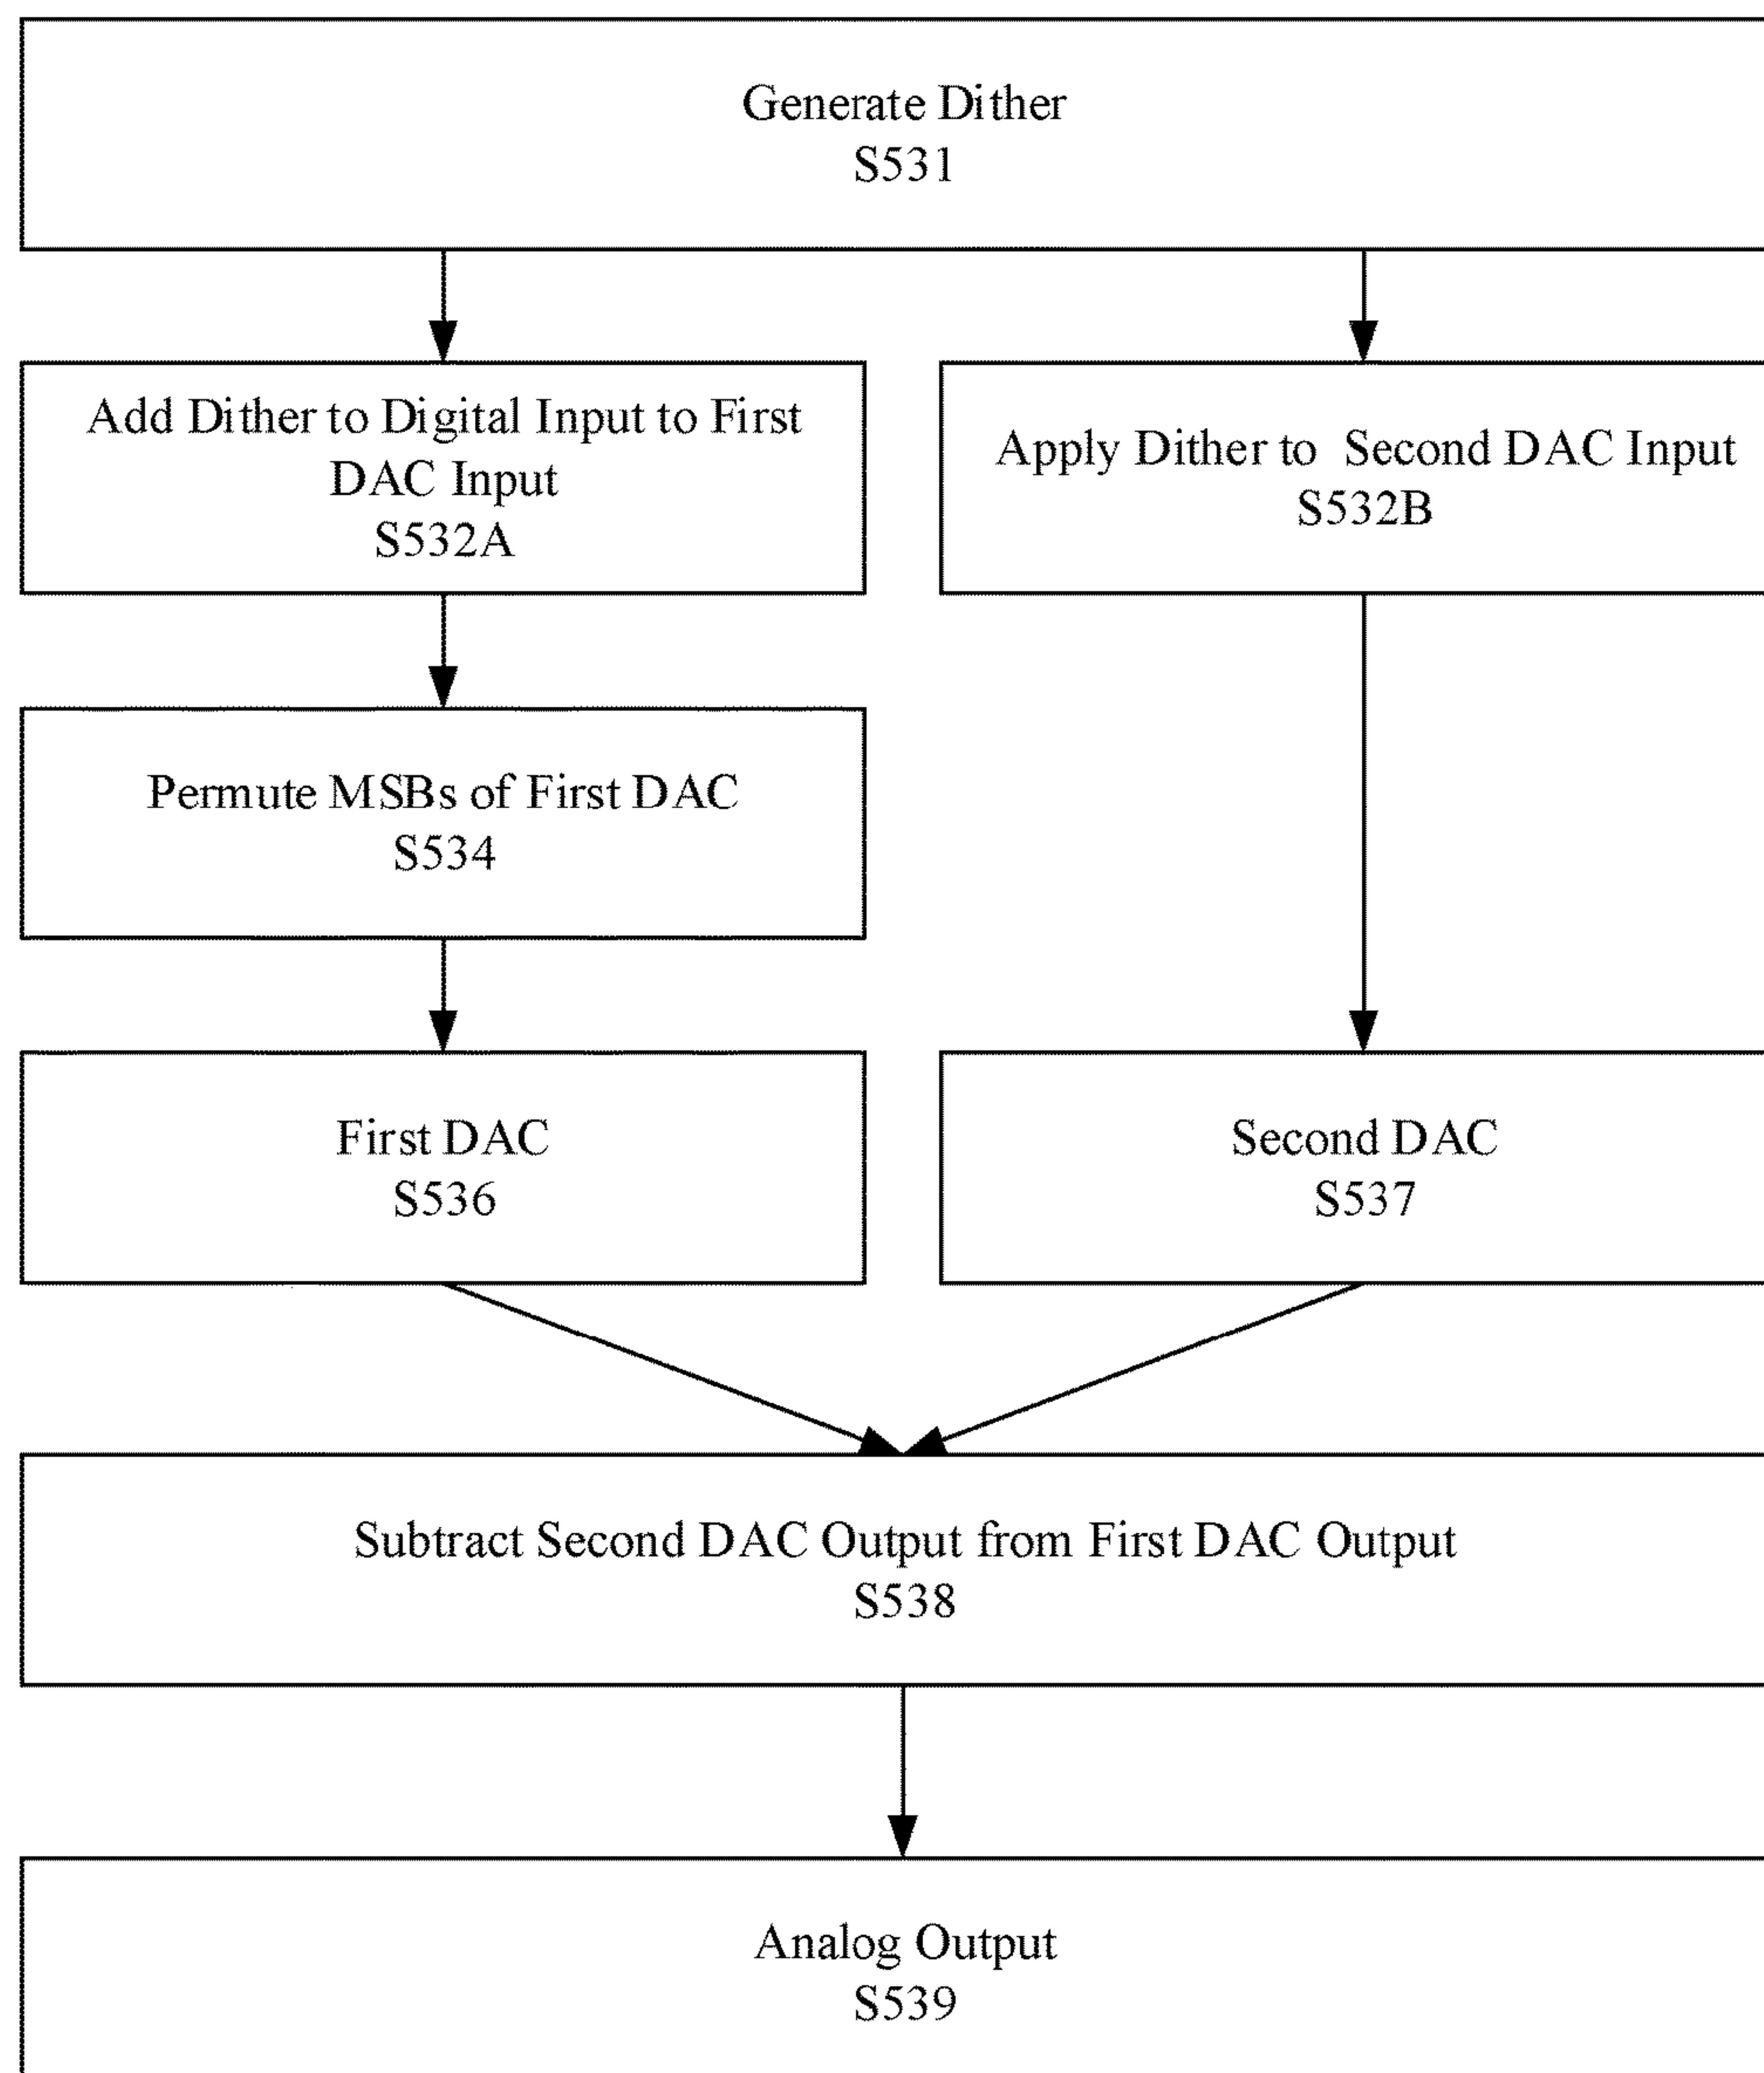 Generate Dither
S531
Add Dither to Digital Input to First
DAC Input
S532A
Apply Dither to Second DAC Input
S532B
Permute MSBs of First DAC
S534
First DAC
S536
Second DAC
S537
Subtract Second DAC Output from First DAC Output
S538
Analog Output
S539